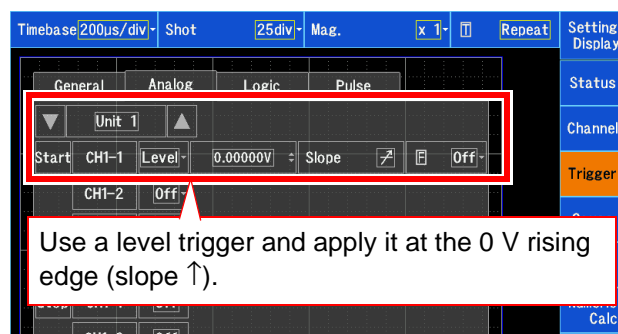 Timebase 200μs/div Shot 25div Mag. x 1 T Repeat Setting
Display
General Analog Logic Pulse
Status
Unit 1
Channel
Start CH1-1 Level 0.00000V Slope F Off
Trigger
CH1-2 Off
Use a level trigger and apply it at the 0 V rising
edge (slope ↑).
Calc